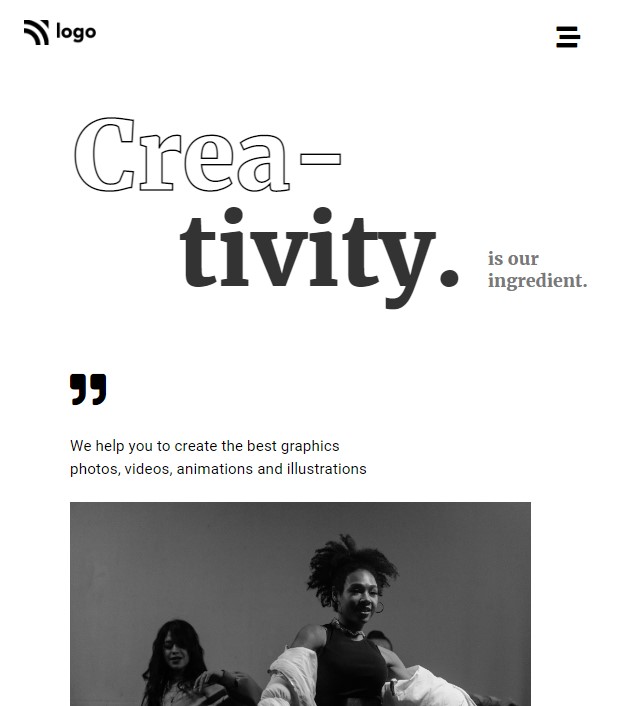 logo
Crea-
tivity.
is our
ingredient.
We help you to create the best graphics
photos, videos, animations and illustrations